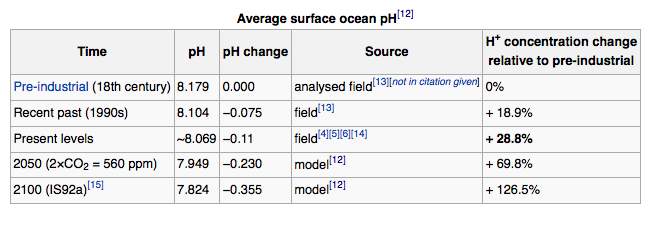 Average surface ocean pH[12]
Time pH pH change Source H+ concentration change relative to pre-industrial
Pre-industrial (18th century) 8.179 0.000 analysed field[13][not in citation given] 0%
Recent past (1990s) 8.104 −0.075 field[13] + 18.9%
Present levels ~8.069 −0.11 field[4][5][6][14] + 28.8%
2050 (2×CO2 = 560 ppm) 7.949 −0.230 model[12] + 69.8%
2100 (IS92a)[15] 7.824 −0.355 model[12] + 126.5%